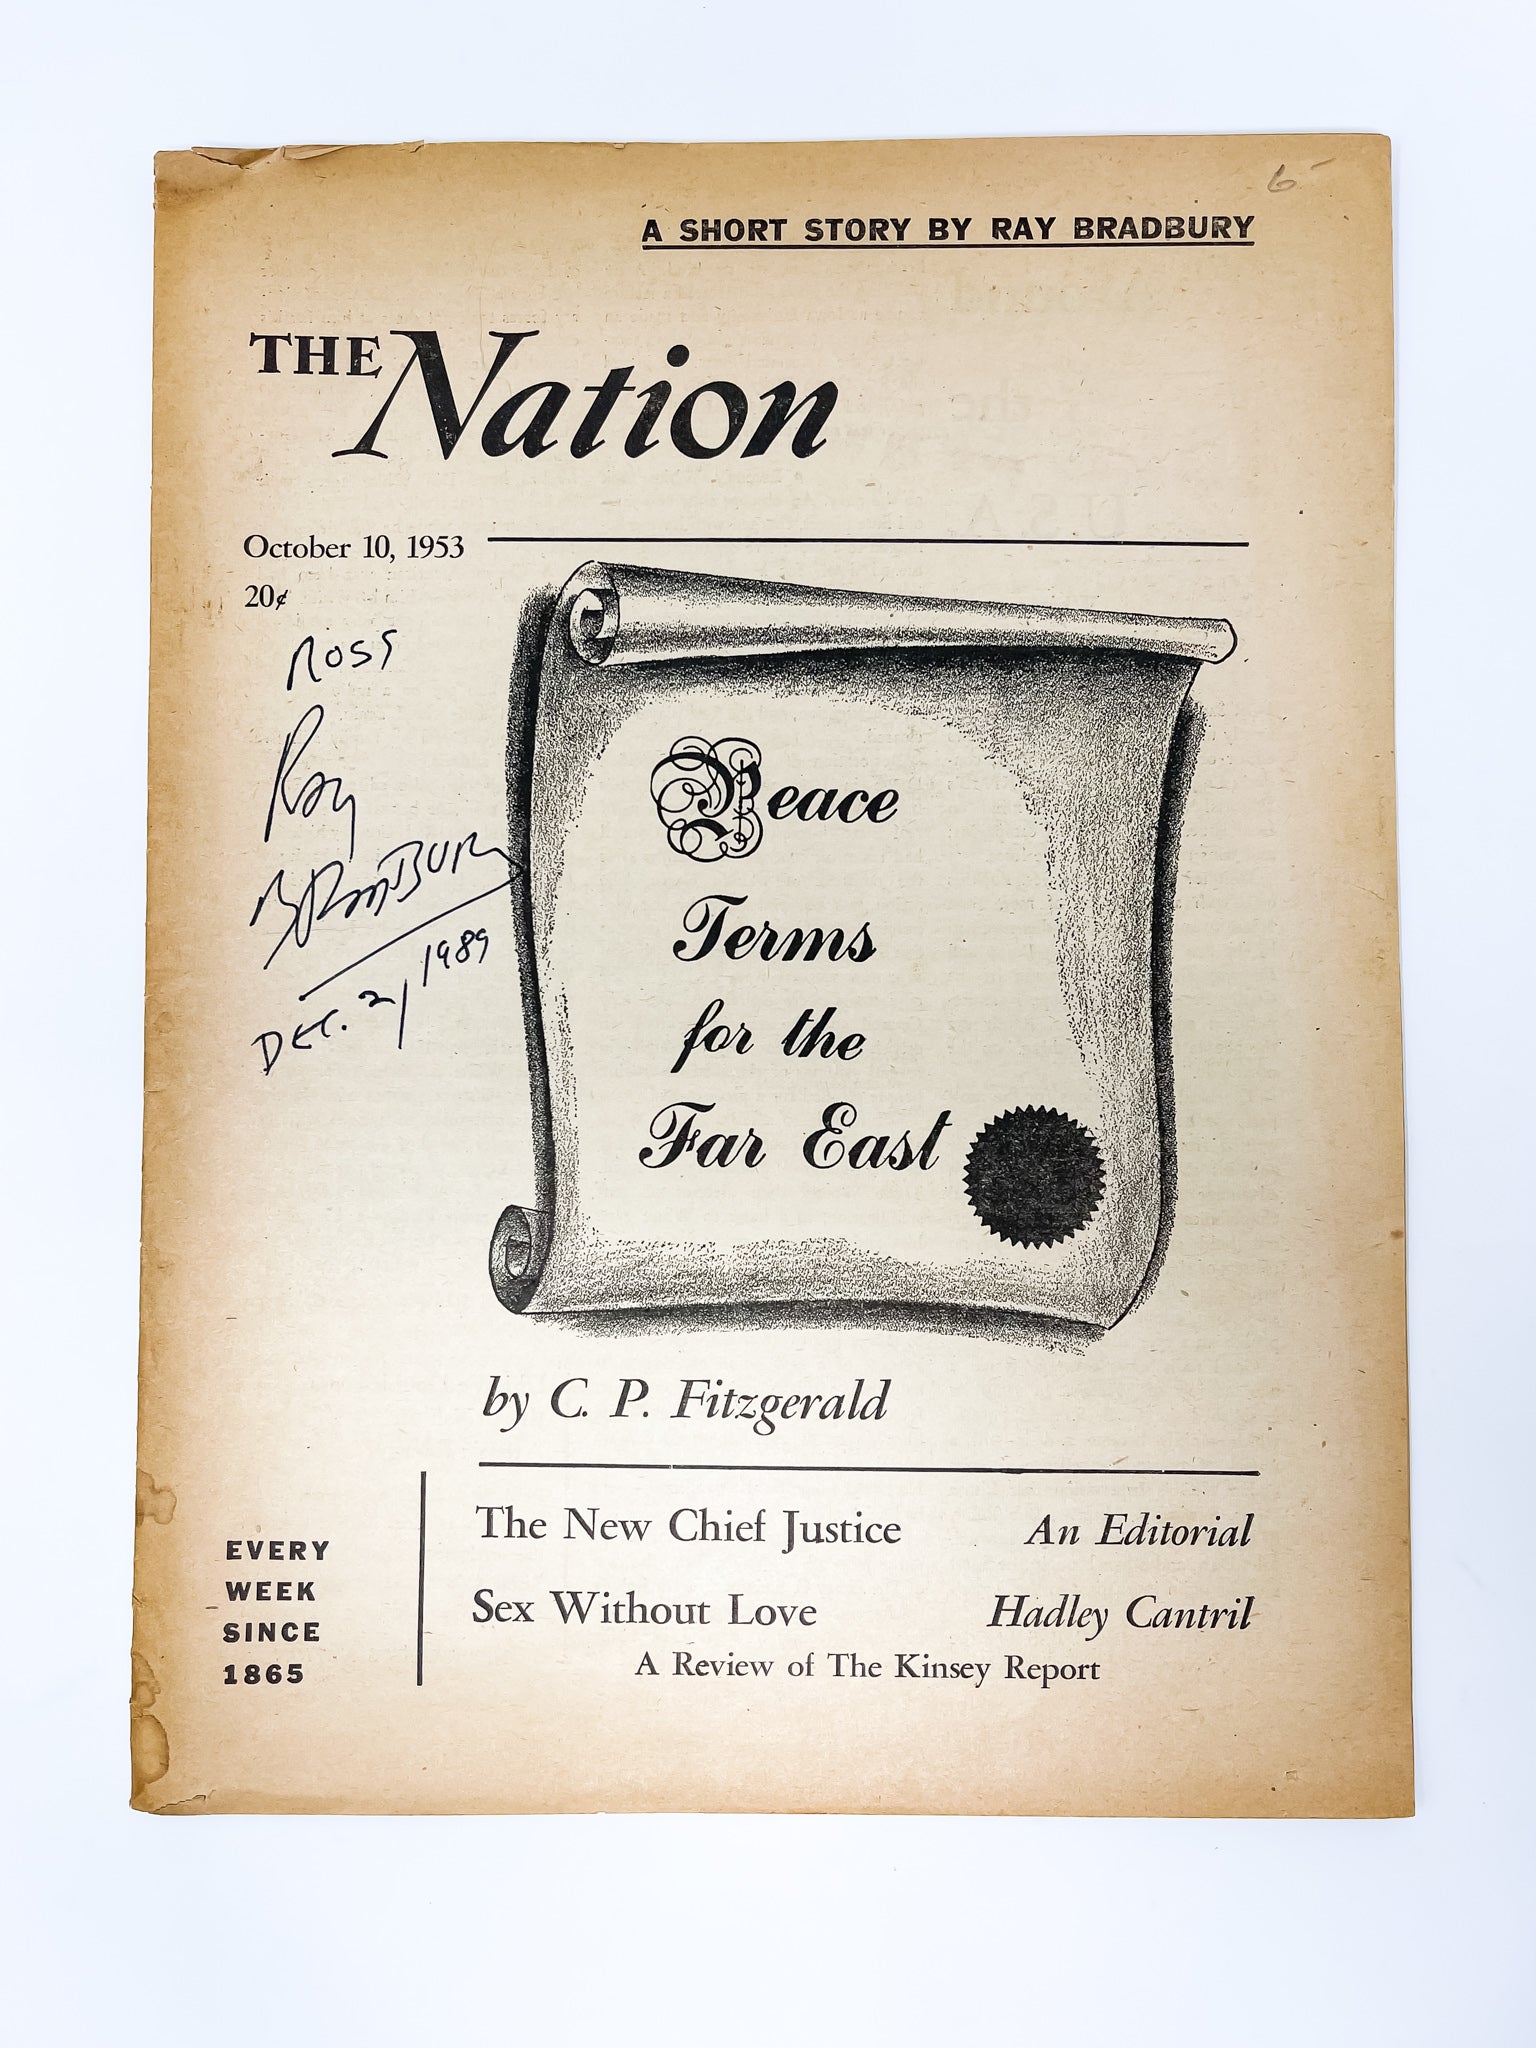 6
A SHORT STORY BY RAY BRADBURY
THE Nation
October 10, 1953
20¢
ROSS
Ray
BRADBURY
DEC. 2, 1989
Peace
Terms
for the
Far East
by C. P. Fitzgerald
The New Chief Justice An Editorial
Sex Without Love Hadley Cantril
A Review of The Kinsey Report
EVERY
WEEK
SINCE
1865